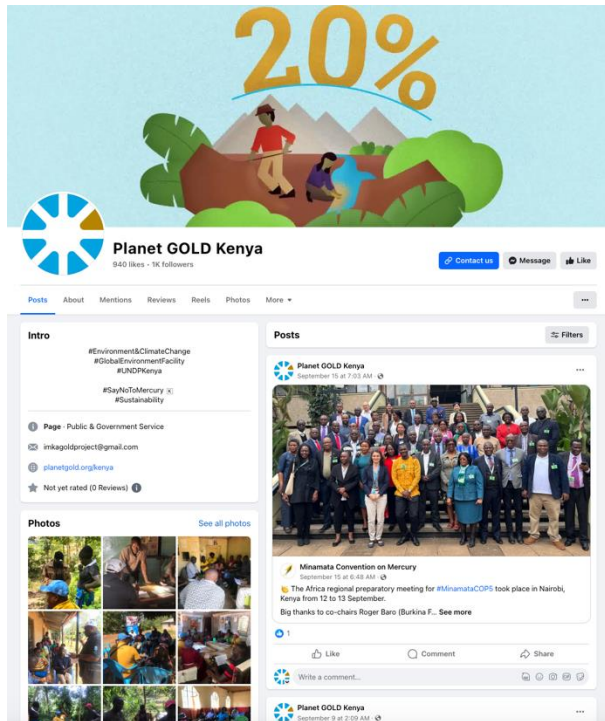 20%
Planet GOLD Kenya
940 likes • 1K followers
Contact us
Message
Like
Posts
About
Mentions
Reviews
Reels
Photos
More
Intro
#Environment&ClimateChange
#GlobalEnvironmentFacility
#UNDPKenya
#SayNoToMercury
#Sustainability
Page · Public & Government Service
imkagoldproject@gmail.com
planetgold.org/kenya
Not yet rated (0 Reviews)
Photos
See all photos
Posts
Filters
Planet GOLD Kenya
September 15 at 7:03 AM ·
Minamata Convention on Mercury
September 15 at 6:48 AM ·
The Africa regional preparatory meeting for #MinamataCOP5 took place in Nairobi,
Kenya from 12 to 13 September.
Big thanks to co-chairs Roger Baro (Burkina F... See more
1
Like
Comment
Share
Write a comment...
Planet GOLD Kenya
September 9 at 2:09 AM ·